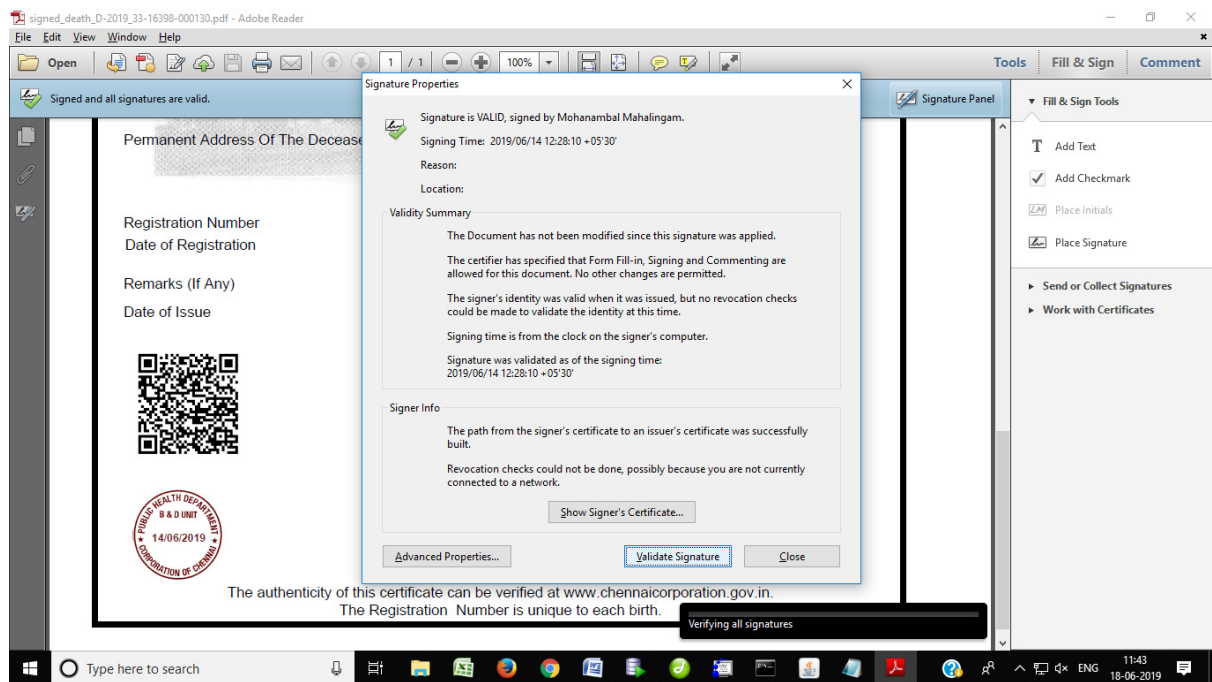 signed_death_D-2019_33-16398-000130.pdf - Adobe Reader
File Edit View Window Help
Open 1 / 1 100% Tools Fill & Sign Comment
Signed and all signatures are valid.
Signature Panel
Permanent Address Of The Decease
Registration Number
Date of Registration
Remarks (If Any)
Date of Issue
PUBLIC HEALTH DEPARTMENT
B & D UNIT
14/06/2019
CORPORATION OF CHENNAI
The authenticity of this certificate can be verified at www.chennaicorporation.gov.in.
The Registration Number is unique to each birth.
Signature Properties
Signature is VALID, signed by Mohanambal Mahalingam.
Signing Time: 2019/06/14 12:28:10 +05'30'
Reason:
Location:
Validity Summary
The Document has not been modified since this signature was applied.
The certifier has specified that Form Fill-in, Signing and Commenting are
allowed for this document. No other changes are permitted.
The signer's identity was valid when it was issued, but no revocation checks
could be made to validate the identity at this time.
Signing time is from the clock on the signer's computer.
Signature was validated as of the signing time:
2019/06/14 12:28:10 +05'30'
Signer Info
The path from the signer's certificate to an issuer's certificate was successfully
built.
Revocation checks could not be done, possibly because you are not currently
connected to a network.
Show Signer's Certificate...
Advanced Properties... Validate Signature Close
Verifying all signatures
Fill & Sign Tools
T Add Text
Add Checkmark
LM Place Initials
Place Signature
Send or Collect Signatures
Work with Certificates
Type here to search
ENG
11:43
18-06-2019